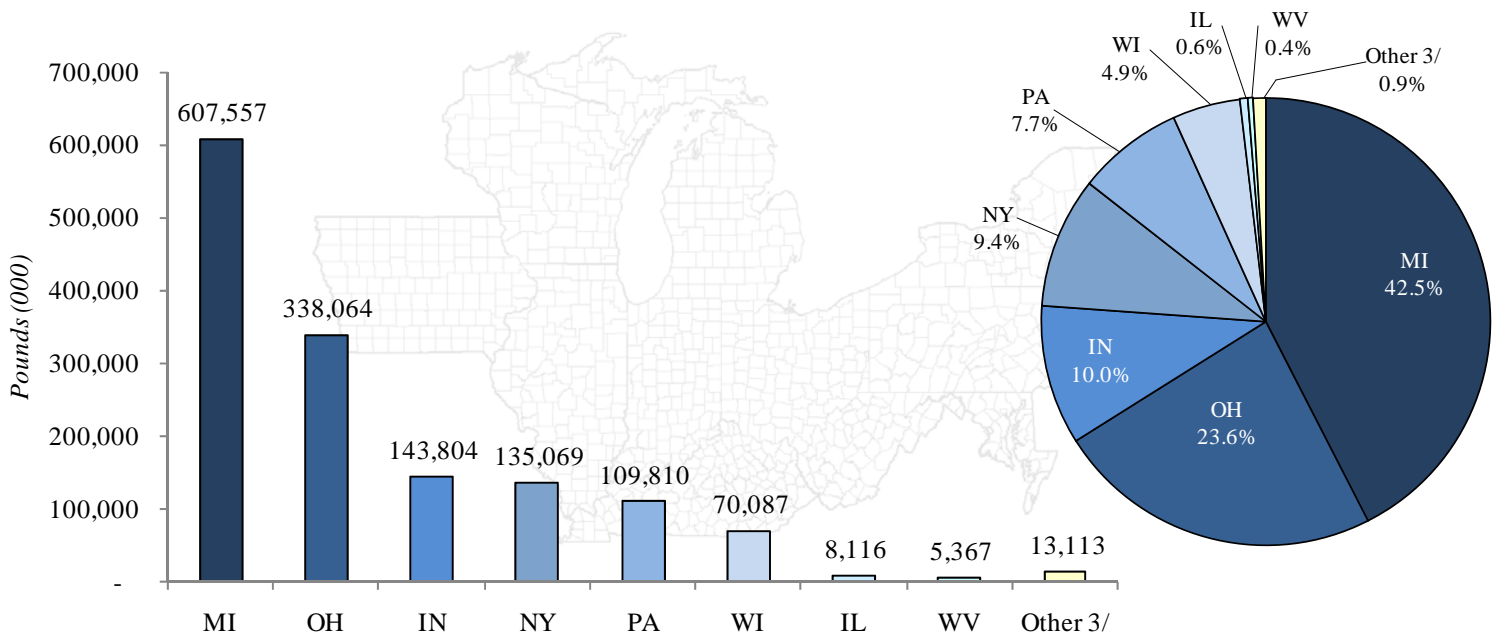 Pounds (000)
700,000
600,000
500,000
400,000
300,000
200,000
100,000
-
607,557
338,064
143,804
135,069
109,810
70,087
8,116
5,367
13,113
MI
OH
IN
NY
PA
WI
IL
WV
Other 3/
MI
42.5%
OH
23.6%
IN
10.0%
NY
9.4%
PA
7.7%
WI
4.9%
IL
0.6%
WV
0.4%
Other 3/
0.9%